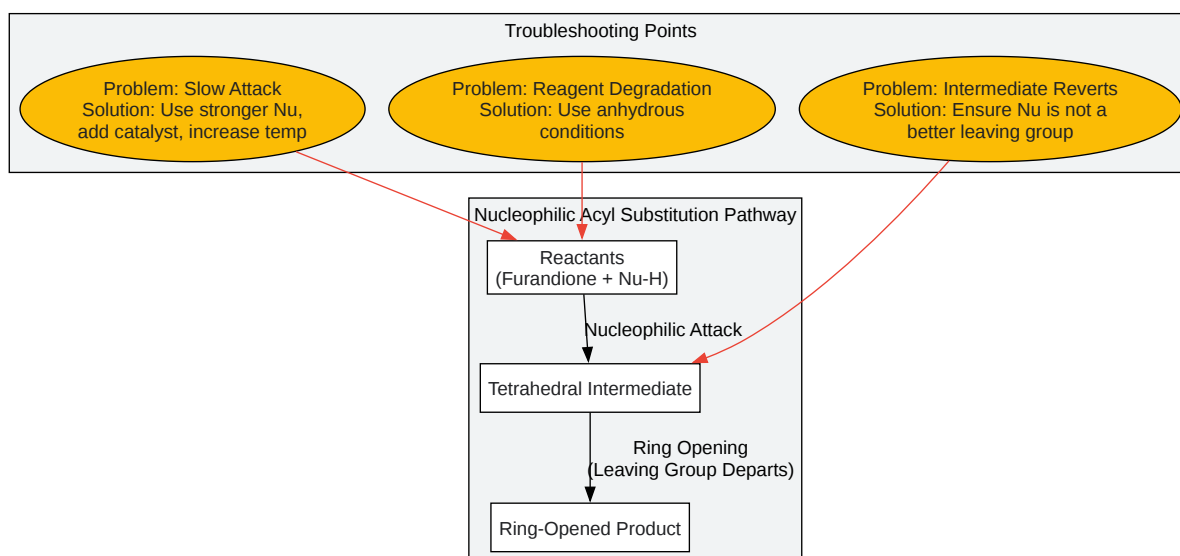 Troubleshooting Points
Problem: Slow Attack
Solution: Use stronger Nu,
add catalyst, increase temp
Problem: Reagent Degradation
Solution: Use anhydrous
conditions
Problem: Intermediate Reverts
Solution: Ensure Nu is not a
better leaving group
Nucleophilic Acyl Substitution Pathway
Reactants
(Furandione + Nu-H)
Nucleophilic Attack
Tetrahedral Intermediate
Ring Opening
(Leaving Group Departs)
Ring-Opened Product